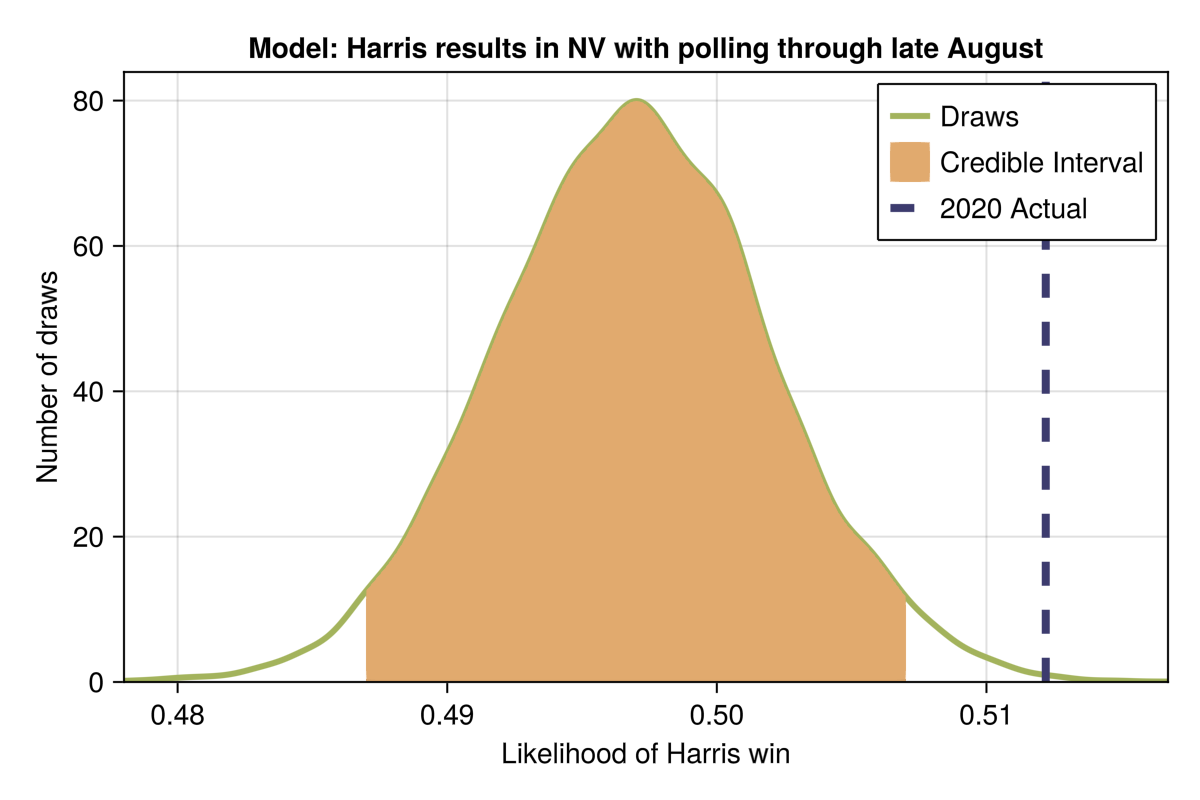 Model: Harris results in NV with polling through late August
80
60
40
20
0
Number of draws
Draws
Credible Interval
2020 Actual
0.48
0.49
0.50
0.51
Likelihood of Harris win